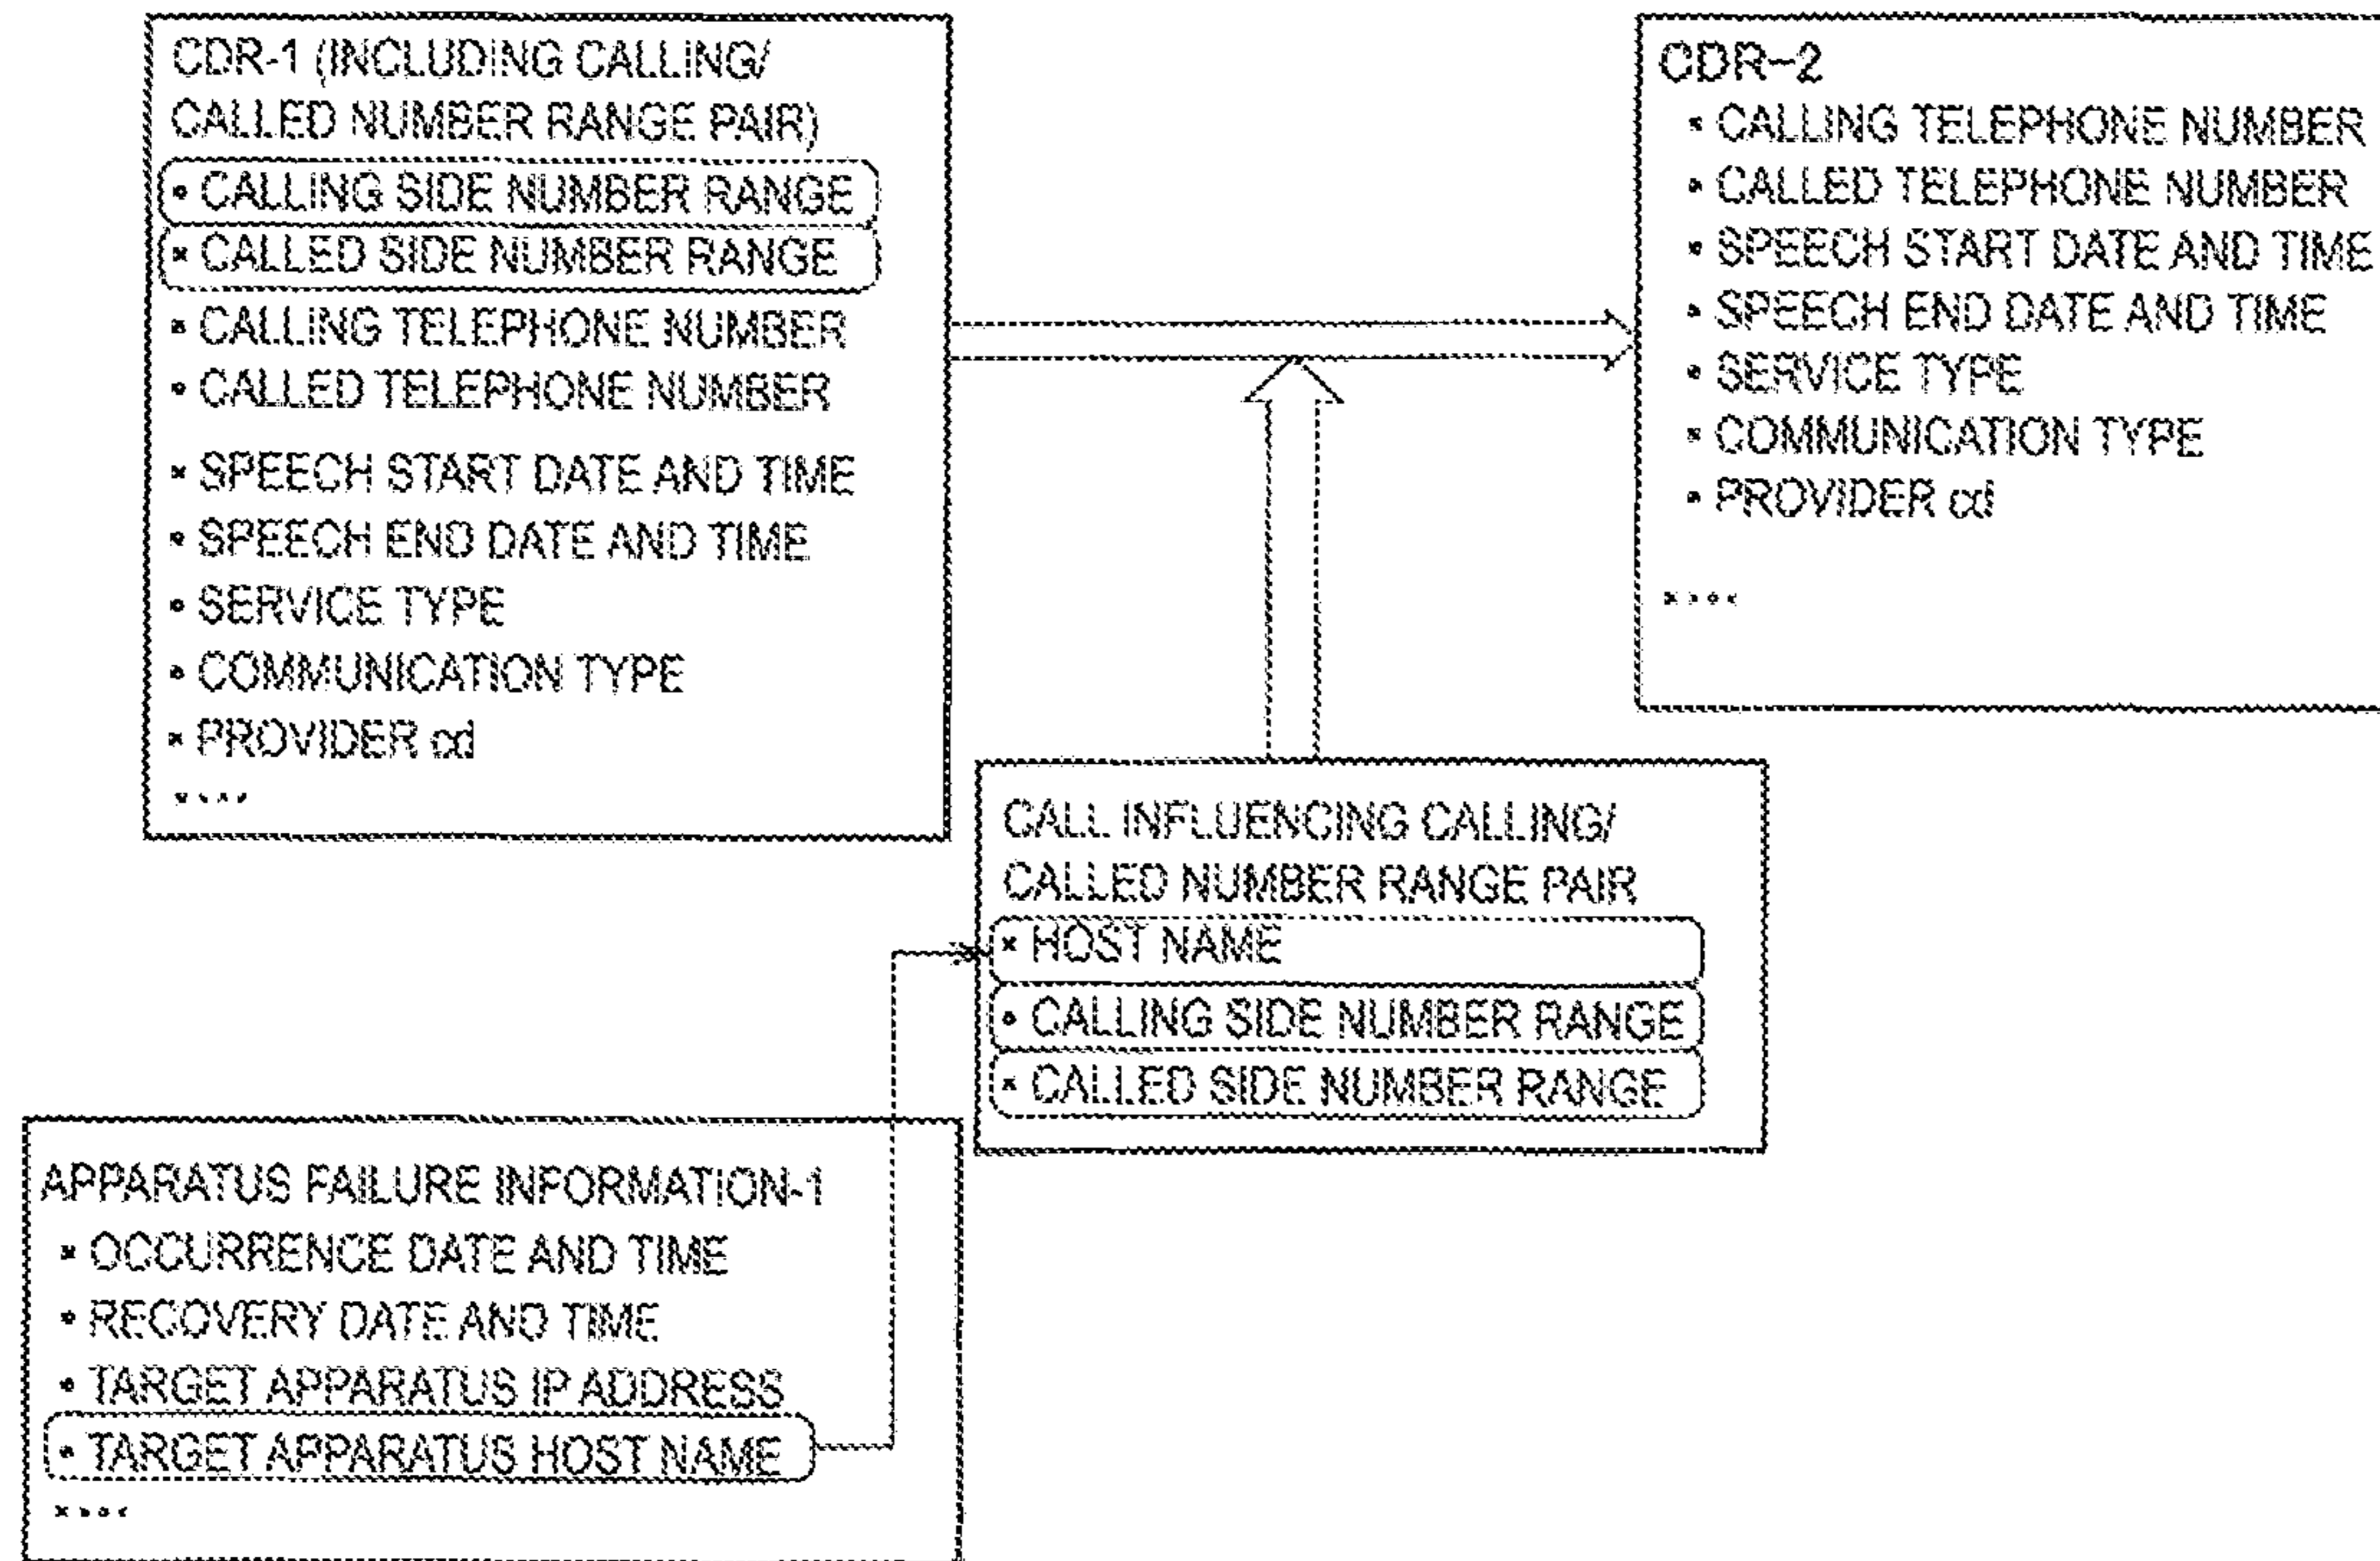 CDR-1 (INCLUDING CALLING/
CALLED NUMBER RANGE PAIR)
• CALLING SIDE NUMBER RANGE
• CALLED SIDE NUMBER RANGE
• CALLING TELEPHONE NUMBER
• CALLED TELEPHONE NUMBER
• SPEECH START DATE AND TIME
• SPEECH END DATE AND TIME
• SERVICE TYPE
• COMMUNICATION TYPE
• PROVIDER cd
....
CDR-2
• CALLING TELEPHONE NUMBER
• CALLED TELEPHONE NUMBER
• SPEECH START DATE AND TIME
• SPEECH END DATE AND TIME
• SERVICE TYPE
• COMMUNICATION TYPE
• PROVIDER cd
....
CALL INFLUENCING CALLING/
CALLED NUMBER RANGE PAIR
• HOST NAME
• CALLING SIDE NUMBER RANGE
• CALLED SIDE NUMBER RANGE
APPARATUS FAILURE INFORMATION-1
• OCCURRENCE DATE AND TIME
• RECOVERY DATE AND TIME
• TARGET APPARATUS IP ADDRESS
• TARGET APPARATUS HOST NAME
....